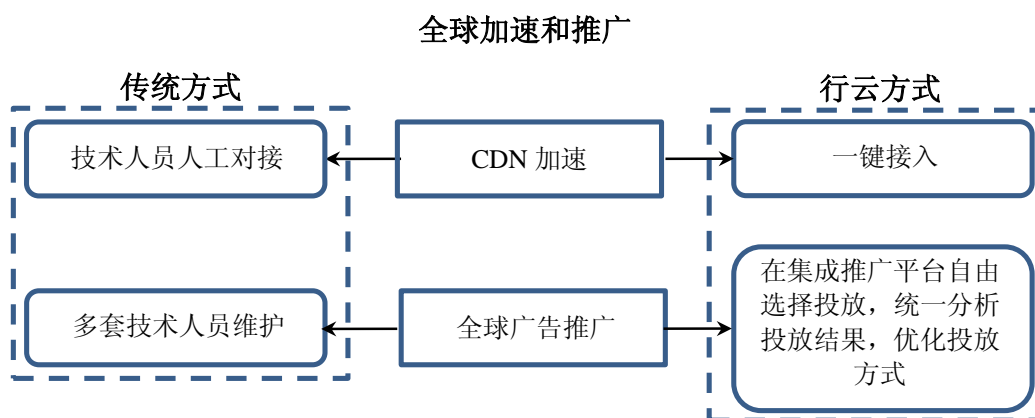 全球加速和推广
传统方式
行云方式
技术人员人工对接
CDN 加速
一键接入
多套技术人员维护
全球广告推广
在集成推广平台自由
选择投放，统一分析
投放结果，优化投放
方式